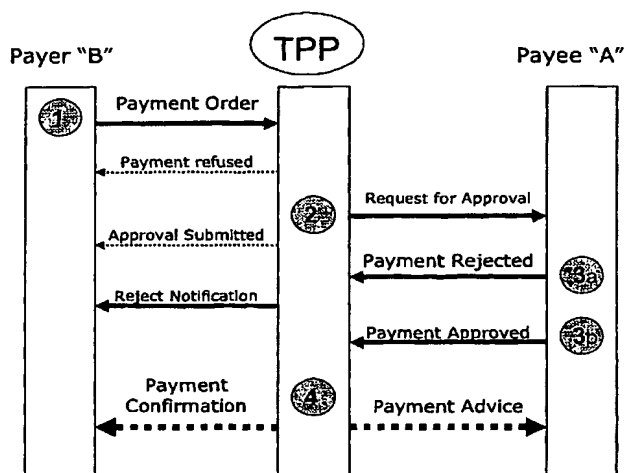 TPP
Payer “B”
Payee “A”
1
Payment Order
Payment refused
2
Request for Approval
Approval Submitted
Payment Rejected
3a
Reject Notification
Payment Approved
3b
Payment
Confirmation
4
Payment Advice